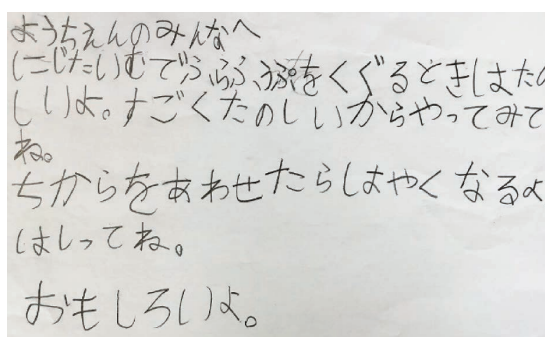 ようちえんのみんなへ
にじたいむでふらふうぷをくぐるときはたの
しいよ。すごくたのしいからやってみて
ね。
ちからをあわせたらはやくなるよ
はしってね。
おもしろいよ。